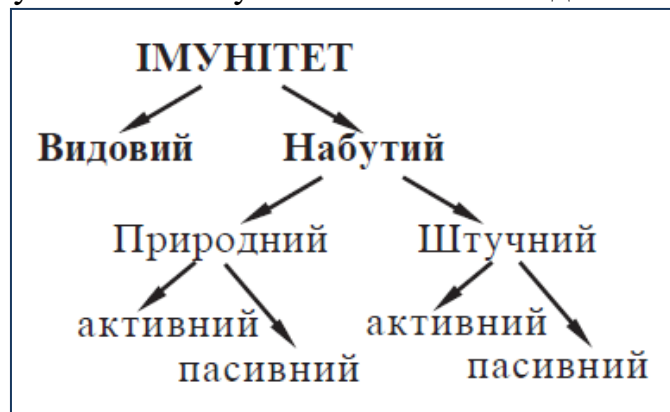 ІМУНІТЕТ
Видовий Набутий
Природний Штучний
активний активний
пасивний пасивний